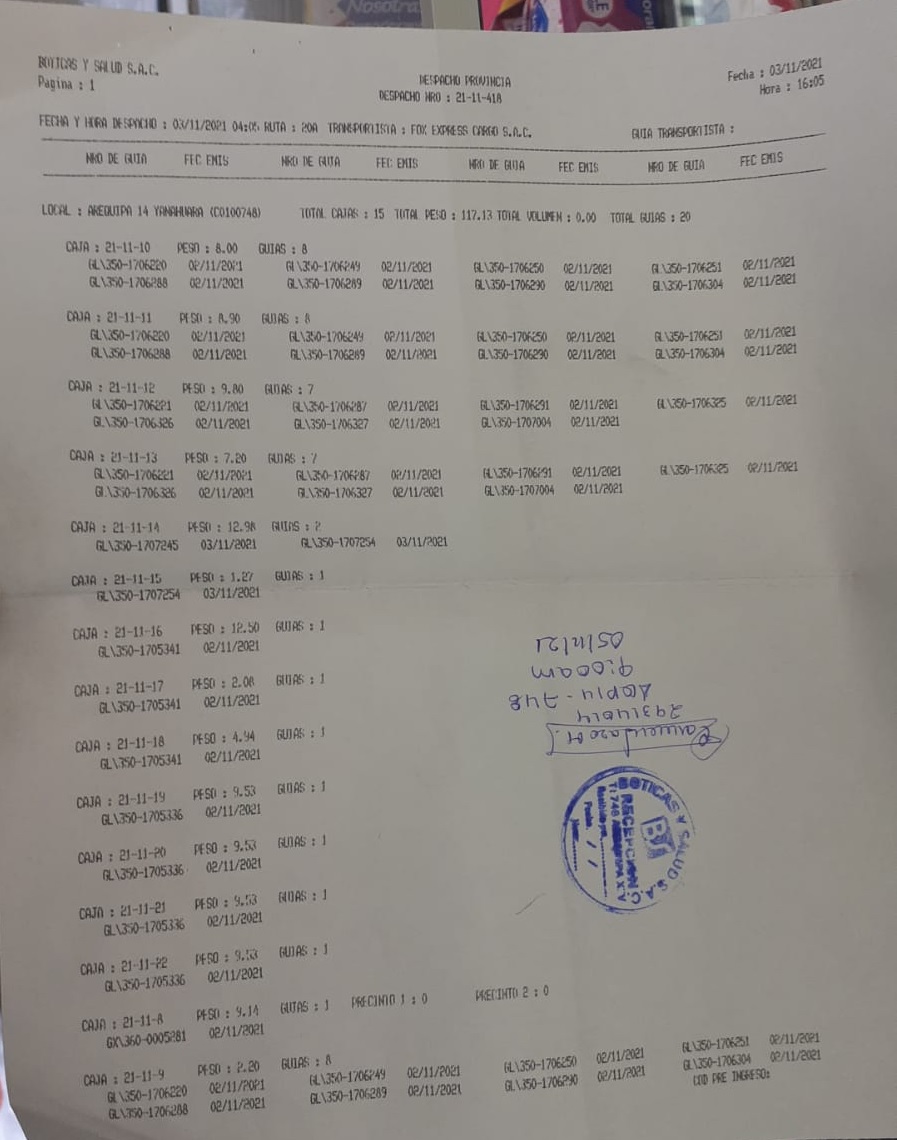 Nosotra
BOTICAS Y SALUD S.A.C.
Pagina : 1
DESPACHO PROVINCIA
DESPACHO NRO : 21-11-418
Fecha : 03/11/2021
Hora : 16:05
FECHA Y HORA DESPACHO : 03/11/2021 04:05 RUTA : 20A TRANSPORTISTA : FOX EXPRESS CARGO S.A.C. GUIA TRANSPORTISTA :
NRO DE GUIA FEC EMIS NRO DE GUIA FEC EMIS NRO DE GUIA FEC EMIS NRO DE GUIA FEC EMIS
LOCAL : AREQUIPA 14 YANAHUARA (C0100748) TOTAL CAJAS : 15 TOTAL PESO : 117.13 TOTAL VOLUMEN : 0.00 TOTAL GUIAS : 20
CAJA : 21-11-10 PESO : 8.00 GUIAS : 8
GL\350-1706220 02/11/2021 GL\350-1706249 02/11/2021 GL\350-1706250 02/11/2021 GL\350-1706251 02/11/2021
GL\350-1706288 02/11/2021 GL\350-1706289 02/11/2021 GL\350-1706290 02/11/2021 GL\350-1706304 02/11/2021
CAJA : 21-11-11 PESO : 8.90 GUIAS : 8
GL\350-1706220 02/11/2021 GL\350-1706249 02/11/2021 GL\350-1706250 02/11/2021 GL\350-1706251 02/11/2021
GL\350-1706288 02/11/2021 GL\350-1706289 02/11/2021 GL\350-1706290 02/11/2021 GL\350-1706304 02/11/2021
CAJA : 21-11-12 PESO : 9.80 GUIAS : 7
GL\350-1706221 02/11/2021 GL\350-1706287 02/11/2021 GL\350-1706291 02/11/2021 GL\350-1706325 02/11/2021
GL\350-1706326 02/11/2021 GL\350-1706327 02/11/2021 GL\350-1707004 02/11/2021
CAJA : 21-11-13 PESO : 7.20 GUIAS : 7
GL\350-1706221 02/11/2021 GL\350-1706287 02/11/2021 GL\350-1706291 02/11/2021 GL\350-1706325 02/11/2021
GL\350-1706326 02/11/2021 GL\350-1706327 02/11/2021 GL\350-1707004 02/11/2021
CAJA : 21-11-14 PESO : 12.98 GUIAS : 2
GL\350-1707245 03/11/2021 GL\350-1707254 03/11/2021
CAJA : 21-11-15 PESO : 1.27 GUIAS : 1
GL\350-1707254 03/11/2021
CAJA : 21-11-16 PESO : 12.50 GUIAS : 1
GL\350-1705341 02/11/2021
CAJA : 21-11-17 PESO : 2.08 GUIAS : 1
GL\350-1705341 02/11/2021
CAJA : 21-11-18 PESO : 4.94 GUIAS : 1
GL\350-1705341 02/11/2021
CAJA : 21-11-19 PESO : 9.53 GUIAS : 1
GL\350-1705336 02/11/2021
CAJA : 21-11-20 PESO : 9.53 GUIAS : 1
GL\350-1705336 02/11/2021
CAJA : 21-11-21 PESO : 9.53 GUIAS : 1
GL\350-1705336 02/11/2021
CAJA : 21-11-22 PESO : 9.53 GUIAS : 1
GL\350-1705336 02/11/2021
CAJA : 21-11-8 PESO : 9.14 GUIAS : 1 PRECINTO 1 : 0 PRECINTO 2 : 0
GX\360-0005281 02/11/2021
CAJA : 21-11-9 PESO : 2.20 GUIAS : 8
GL\350-1706220 02/11/2021 GL\350-1706249 02/11/2021 GL\350-1706250 02/11/2021 GL\350-1706251 02/11/2021
GL\350-1706288 02/11/2021 GL\350-1706289 02/11/2021 GL\350-1706290 02/11/2021 GL\350-1706304 02/11/2021
COD PRE INGRESO:
29314014
AQP14-748
9:00am
05/11/21
BOTICAS Y SALUD S.A.C.
RECEPCION
T: 748
Recibido por
Fecha / /